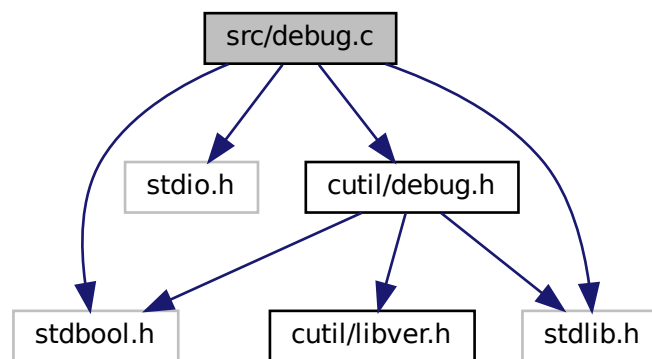 src/debug.c
stdio.h
cutil/debug.h
stdbool.h
cutil/libver.h
stdlib.h